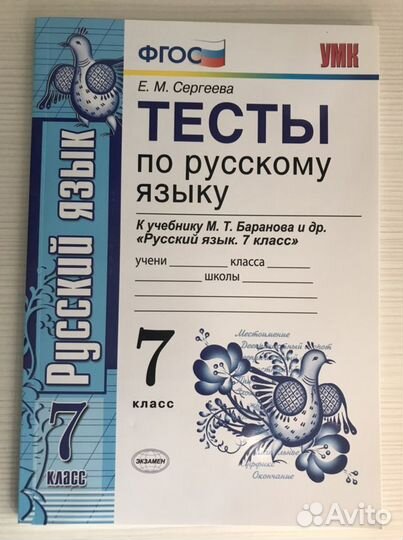 ФГОС
УМК
Е. М. Сергеева
ТЕСТЫ
по русскому
языку
К учебнику М. Т. Баранова и др.
«Русский язык. 7 класс»
учени класса
школы
7
класс
Местоимение
Окончание
ЭКЗАМЕН
Русский язык
7
класс
Avito